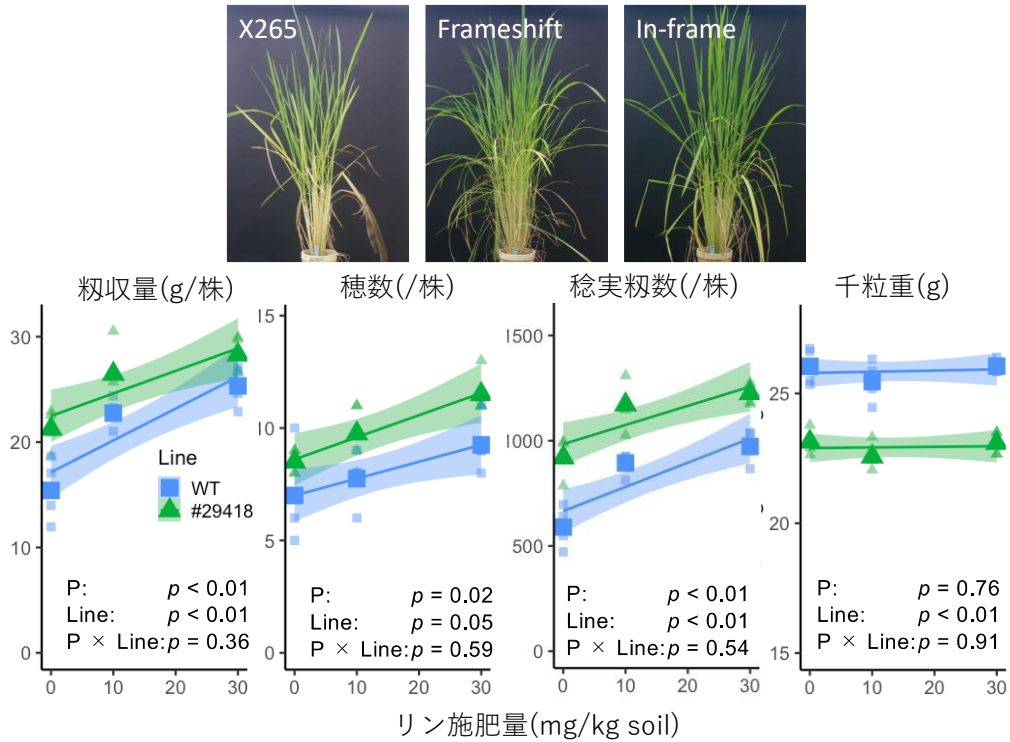 X265
Frameshift
In-frame
籾収量(g/株)
穂数(/株)
稔実籾数(/株)
千粒重(g)
30
20
10
0
Line
WT
#29418
P: p < 0.01
Line: p < 0.01
P × Line: p = 0.36
0 10 30
15
10
5
0
P: p = 0.02
Line: p = 0.05
P × Line: p = 0.59
0 10 30
1500
1000
500
0
P: p < 0.01
Line: p < 0.01
P × Line: p = 0.54
0 10 30
25
20
15
P: p = 0.76
Line: p < 0.01
P × Line: p = 0.91
0 10 30
リン施肥量(mg/kg soil)